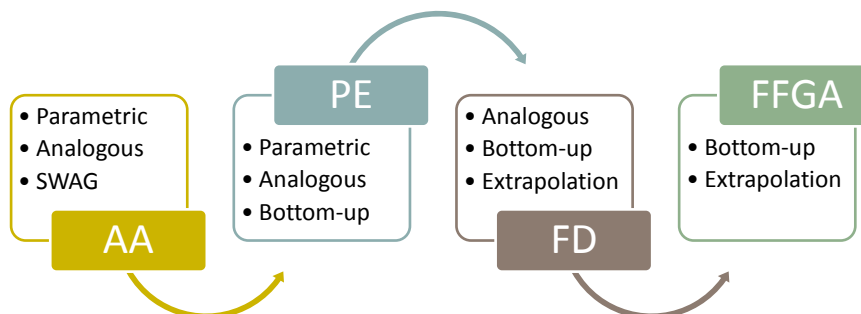 • Parametric
• Analogous
• SWAG
AA
PE
• Parametric
• Analogous
• Bottom-up
• Analogous
• Bottom-up
• Extrapolation
FD
FFGA
• Bottom-up
• Extrapolation